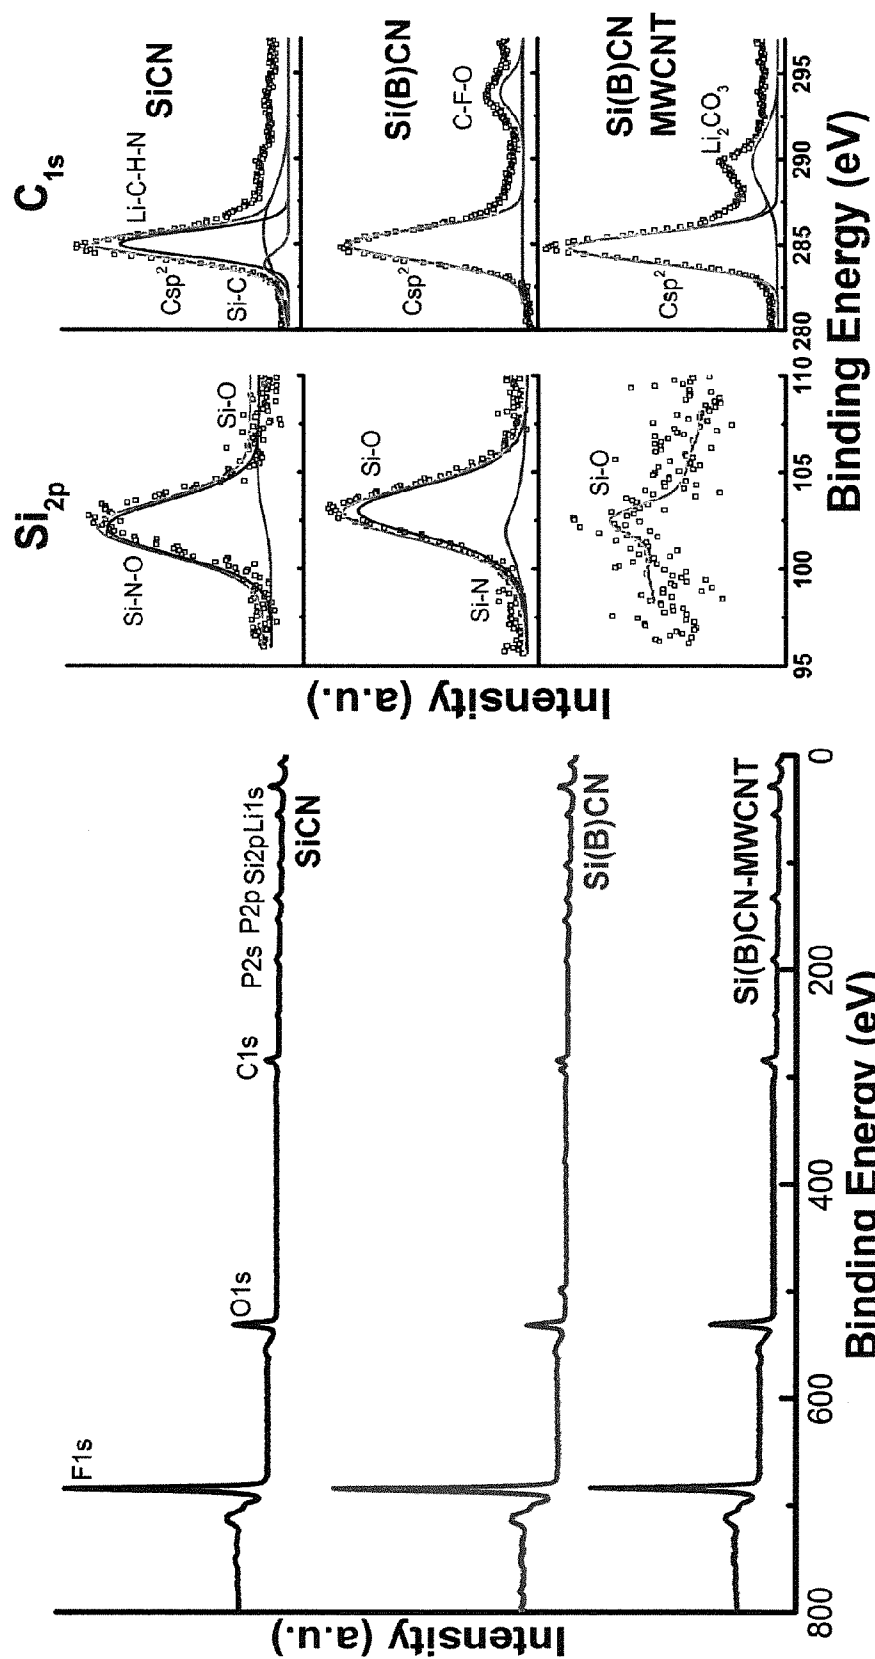 F1s
O1s
C1s
P2s P2p Si2pLi1s
SiCN
Si(B)CN
Si(B)CN-MWCNT
800
600
400
200
0
Binding Energy (eV)
Intensity (a.u.)
Si2p
Si-N-O
Si-O
Si-N
Si-O
Si-O
95
100
105
110
Intensity (a.u.)
C1s
SiCN
Li-C-H-N
Csp2
Si-C
Si(B)CN
Csp2
C-F-O
Si(B)CN
MWCNT
Csp2
Li2CO3
280
285
290
295
Binding Energy (eV)